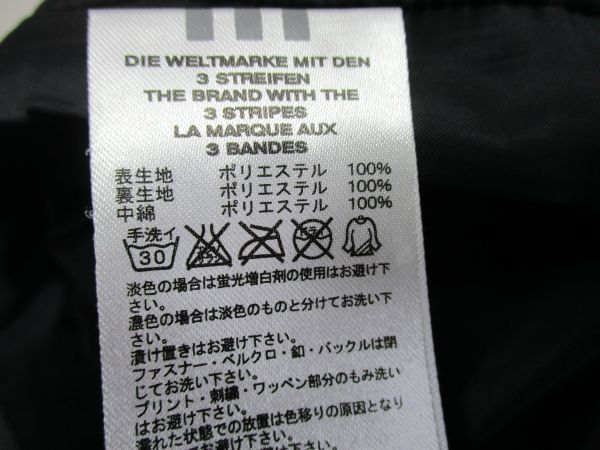 DIE WELTMARKE MIT DEN
3 STREIFEN
THE BRAND WITH THE
3 STRIPES
LA MARQUE AUX
3 BANDES
表生地 ポリエステル 100%
裏生地 ポリエステル 100%
中綿 ポリエステル 100%
手洗イ
30
淡色の場合は蛍光増白剤の使用はお避け下
さい。
濃色の場合は淡色のものと分けてお洗い下
さい。
漬け置きはお避け下さい。
ファスナー・ベルクロ・釦・バックルは閉
じてお洗い下さい。
プリント・刺繍・ワッペン部分のもみ洗い
はお避け下さい。
濡れた状態での放置は色移りの原因となり